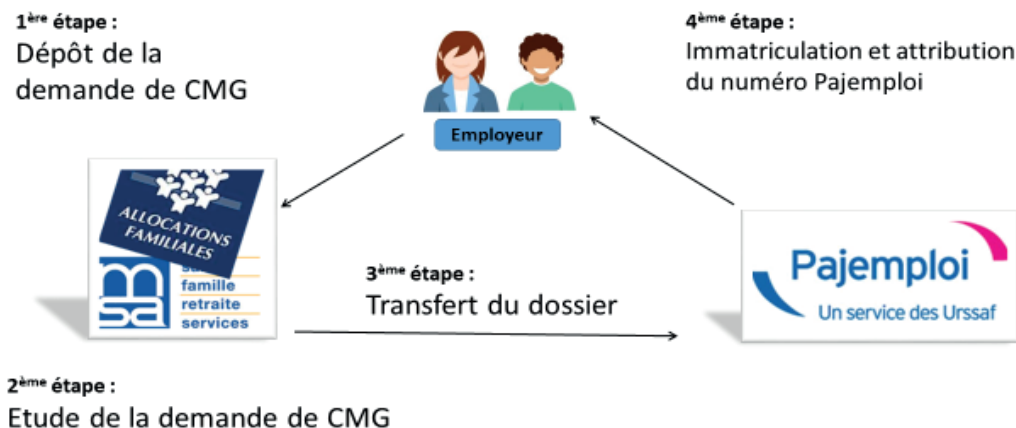 1ère étape :
Dépôt de la
demande de CMG
4ème étape :
Immatriculation et attribution
du numéro Pajemploi
Employeur
ALLOCATIONS
FAMILIALES
msa
famille
retraite
services
3ème étape :
Transfert du dossier
Pajemploi
Un service des Urssaf
2ème étape :
Etude de la demande de CMG